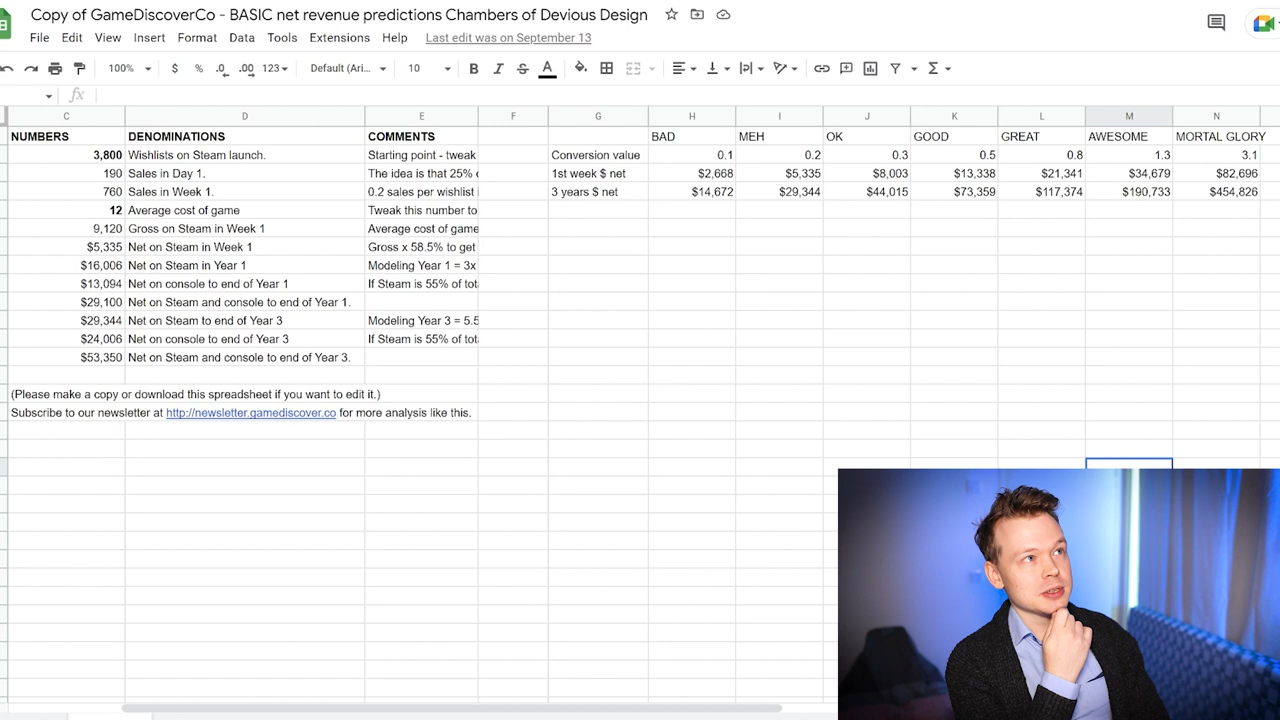 Copy of GameDiscoverCo - BASIC net revenue predictions Chambers of Devious Design
File Edit View Insert Format Data Tools Extensions Help Last edit was on September 13
100% $ % .0 .00 123 Default (Ari... 10 B I S A
fx
C D E F G H I J K L M N
NUMBERS DENOMINATIONS COMMENTS BAD MEH OK GOOD GREAT AWESOME MORTAL GLORY
3,800 Wishlists on Steam launch. Starting point - tweak Conversion value 0.1 0.2 0.3 0.5 0.8 1.3 3.1
190 Sales in Day 1. The idea is that 25% 1st week $ net $2,668 $5,335 $8,003 $13,338 $21,341 $34,679 $82,696
760 Sales in Week 1. 0.2 sales per wishlist 3 years $ net $14,672 $29,344 $44,015 $73,359 $117,374 $190,733 $454,826
12 Average cost of game Tweak this number to
9,120 Gross on Steam in Week 1 Average cost of game
$5,335 Net on Steam in Week 1 Gross x 58.5% to get
$16,006 Net on Steam in Year 1 Modeling Year 1 = 3x
$13,094 Net on console to end of Year 1 If Steam is 55% of tot
$29,100 Net on Steam and console to end of Year 1.
$29,344 Net on Steam to end of Year 3 Modeling Year 3 = 5.5
$24,006 Net on console to end of Year 3 If Steam is 55% of tot
$53,350 Net on Steam and console to end of Year 3.
(Please make a copy or download this spreadsheet if you want to edit it.)
Subscribe to our newsletter at http://newsletter.gamediscover.co for more analysis like this.